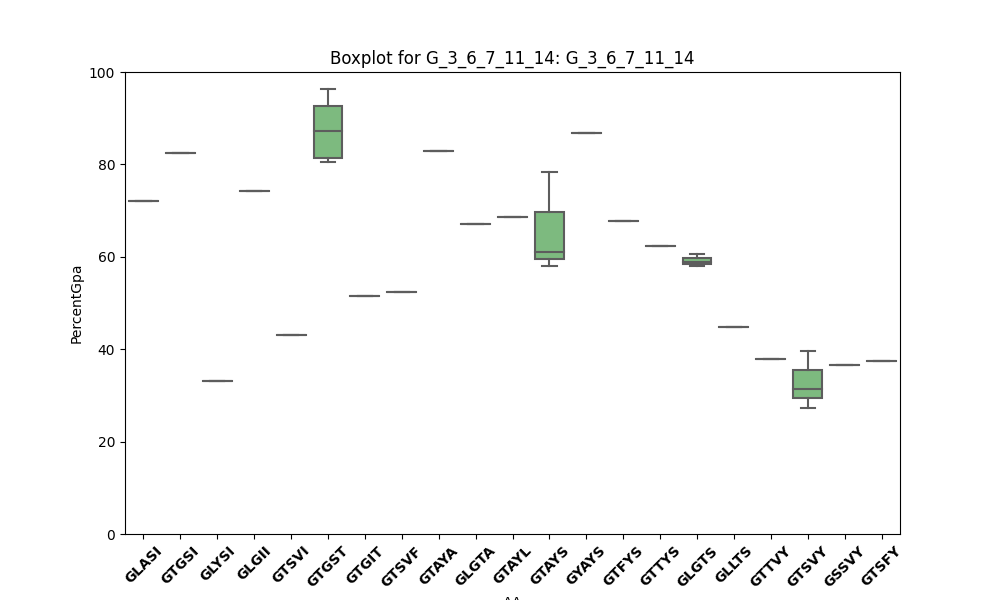 Boxplot for G_3_6_7_11_14: G_3_6_7_11_14
100
80
60
40
20
0
PercentGpa
GLASI
GTGSI
GLYSI
GLGII
GTSVI
GTGST
GTGIT
GTSVF
GTAYA
GLGTA
GTAYL
GTAYS
GYAYS
GTFYS
GTTYS
GLGTS
GLLTS
GTTVY
GTSVY
GSSVY
GTSFY